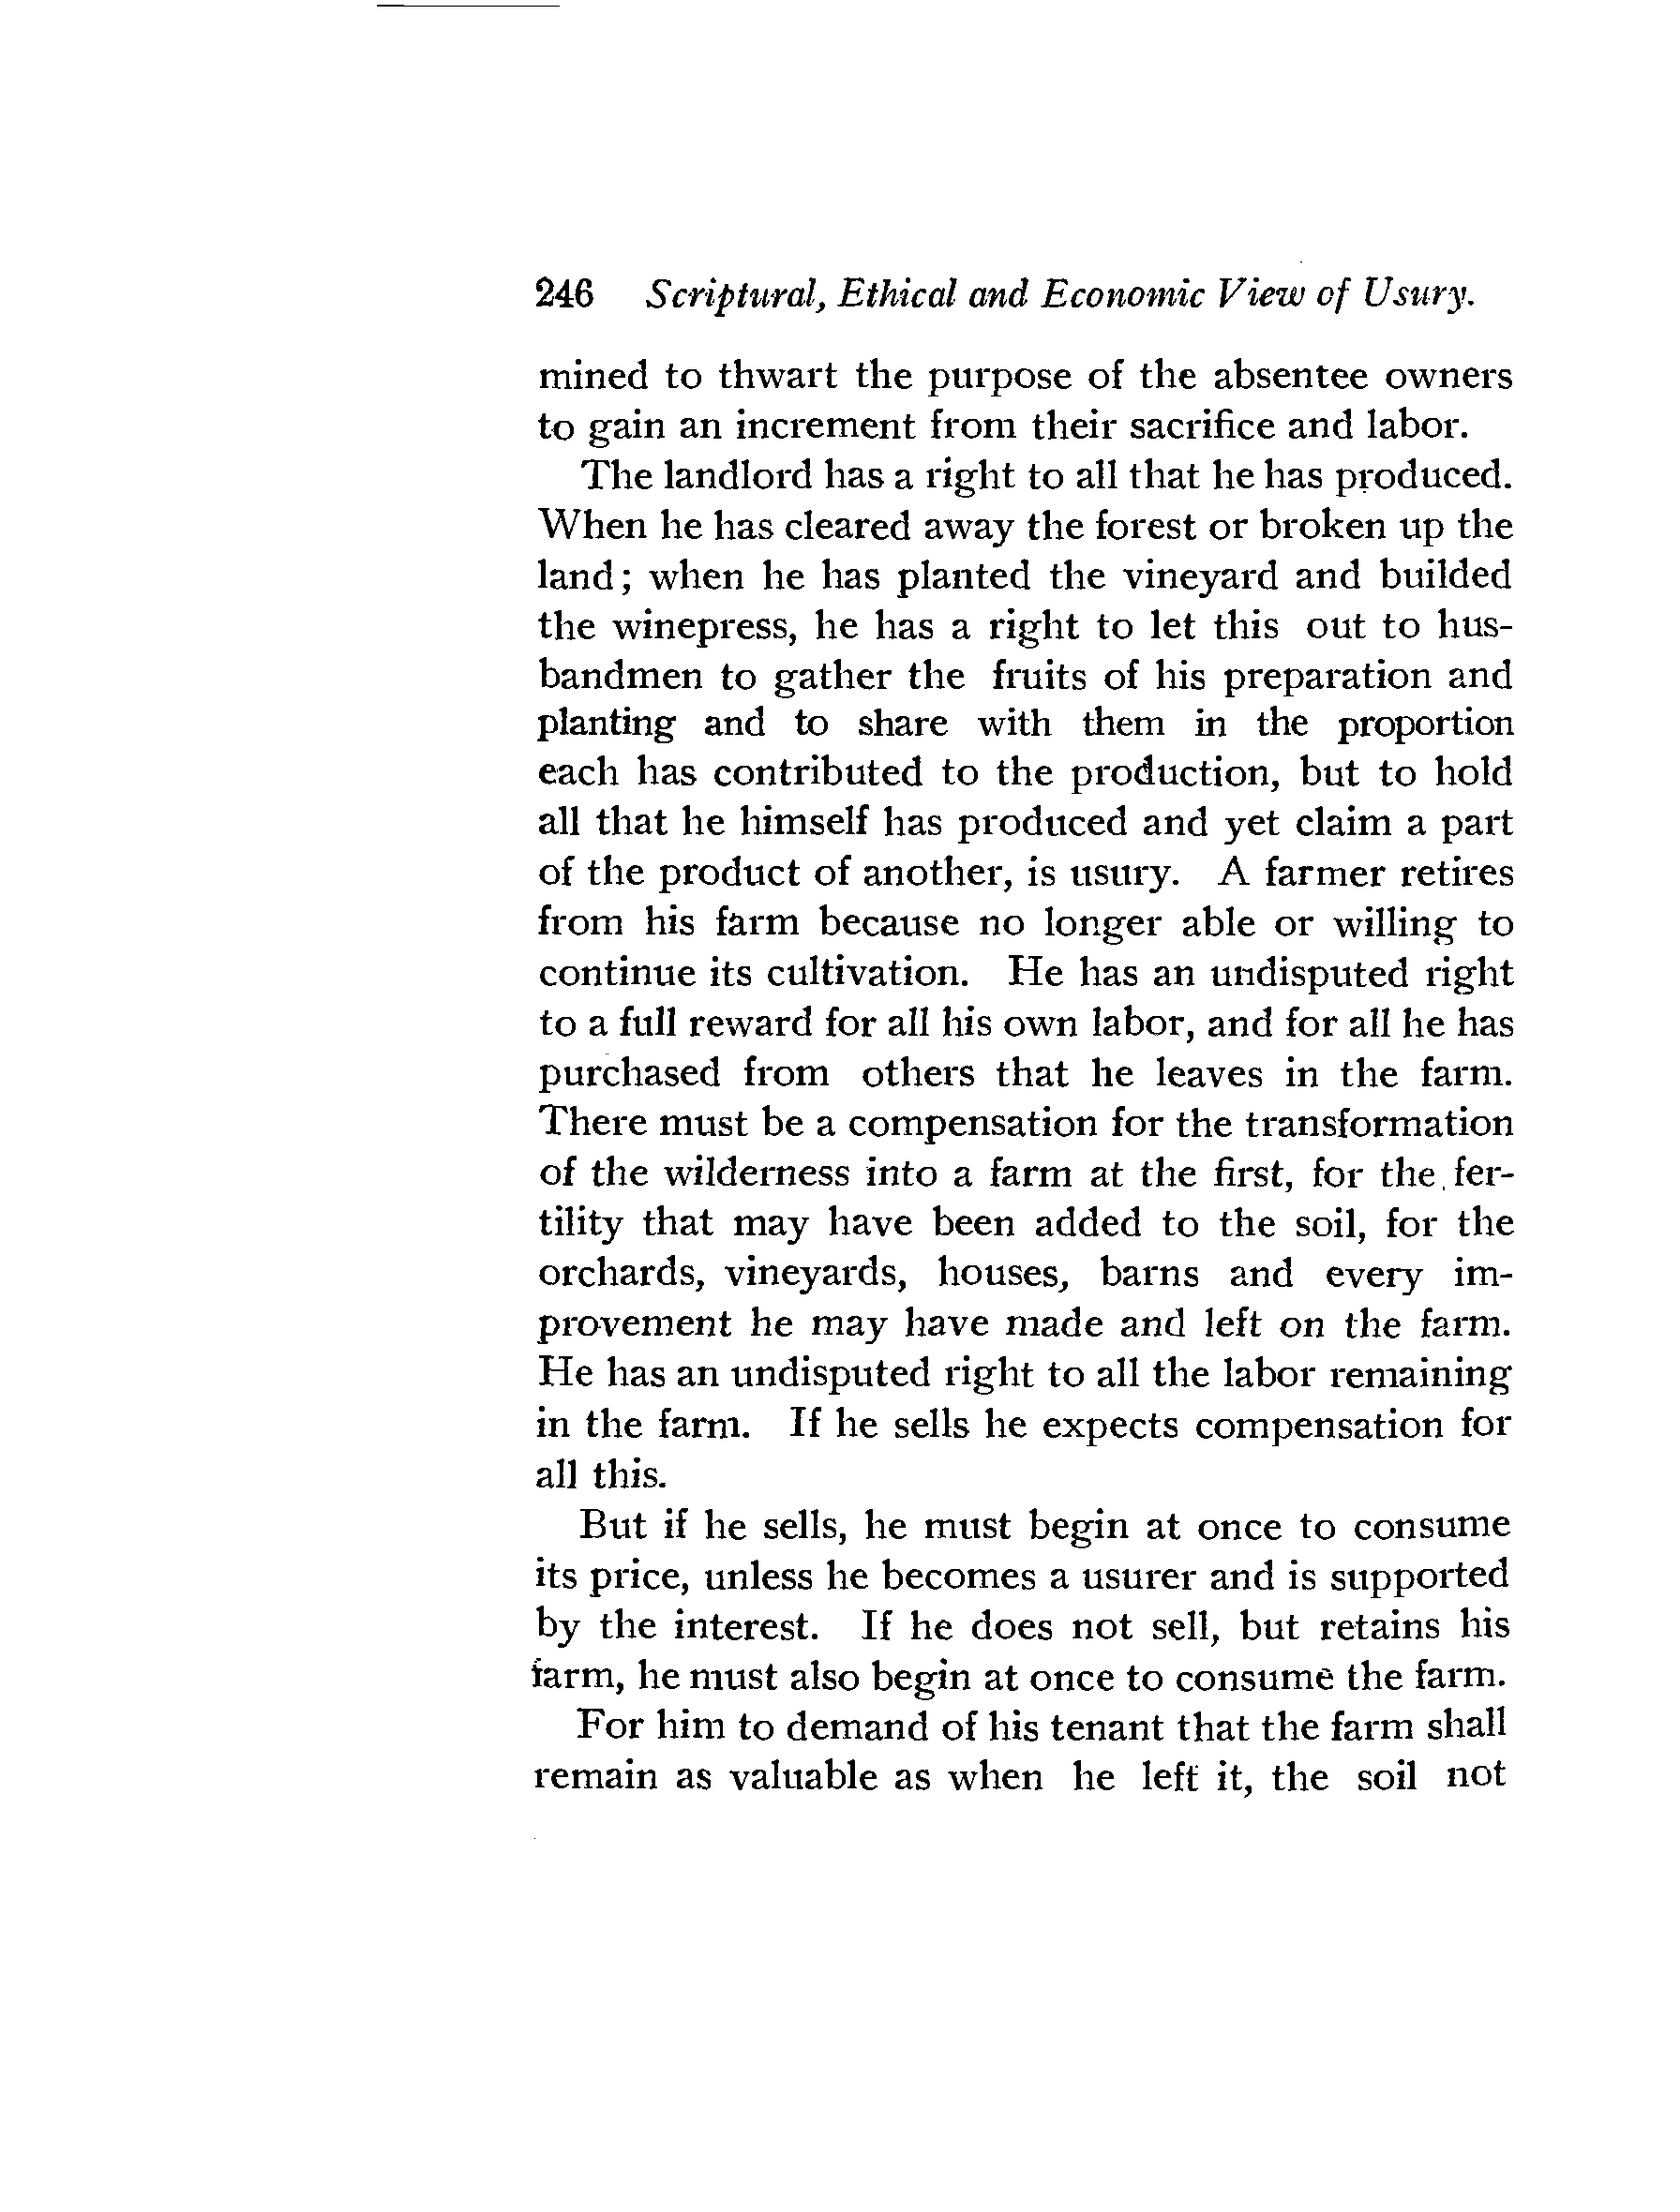 246 Scriptural, Ethical and Economic View of Usury.
mined to thwart the purpose of the absentee owners
to gain an increment from their sacrifice and labor.
The landlord has a right to all that he has produced.
When he has cleared away the forest or broken up the
land; when he has planted the vineyard and builded
the winepress, he has a right to let this out to hus-
bandmen to gather the fruits of his preparation and
planting and to share with them in the proportion
each has contributed to the production, but to hold
all that he himself has produced and yet claim a part
of the product of another, is usury. A farmer retires
from his farm because no longer able or willing to
continue its cultivation. He has an undisputed right
to a full reward for all his own labor, and for all he has
purchased from others that he leaves in the farm.
There must be a compensation for the transformation
of the wilderness into a farm at the first, for the fer-
tility that may have been added to the soil, for the
orchards, vineyards, houses, barns and every im-
provement he may have made and left on the farm.
He has an undisputed right to all the labor remaining
in the farm. If he sells he expects compensation for
all this.
But if he sells, he must begin at once to consume
its price, unless he becomes a usurer and is supported
by the interest. If he does not sell, but retains his
farm, he must also begin at once to consume the farm.
For him to demand of his tenant that the farm shall
remain as valuable as when he left it, the soil not